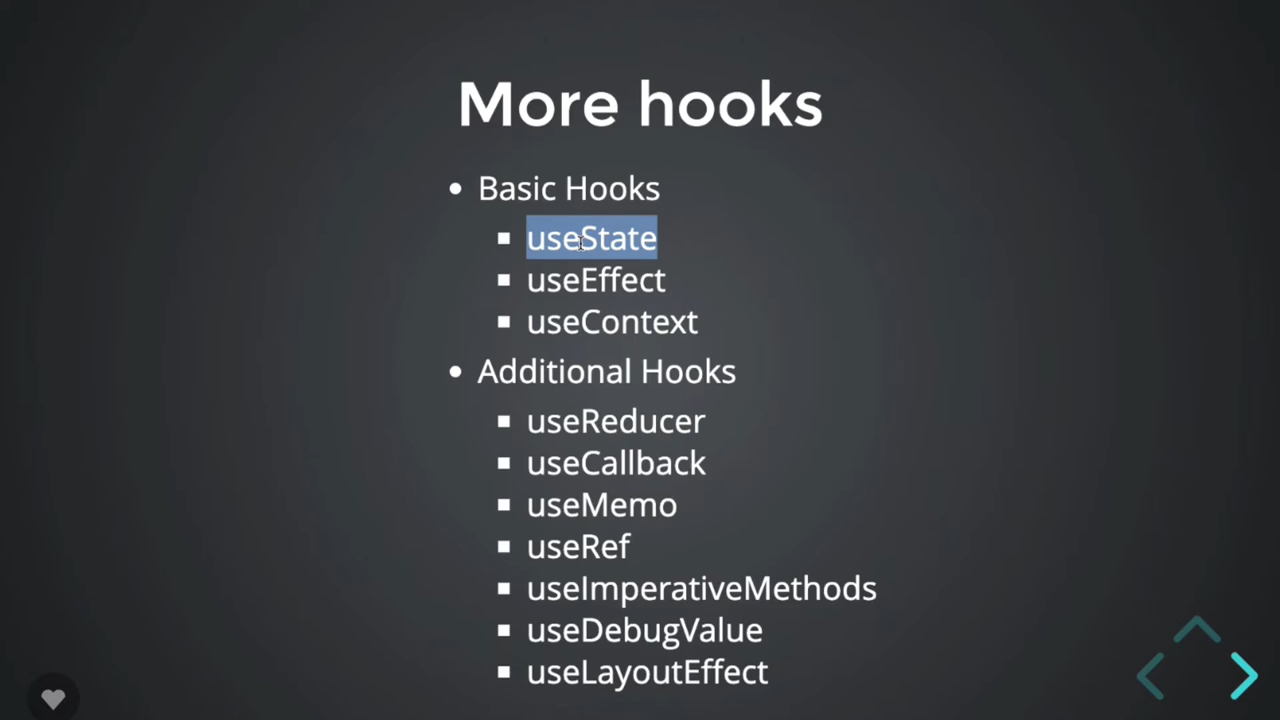 More hooks
Basic Hooks
useState
useEffect
useContext
Additional Hooks
useReducer
useCallback
useMemo
useRef
useImperativeMethods
useDebugValue
useLayoutEffect